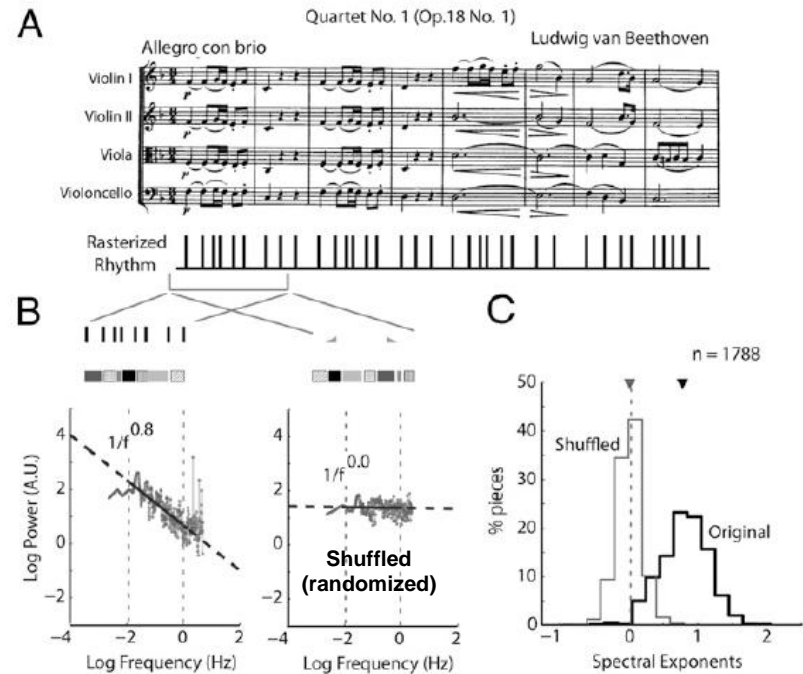 A
Quartet No. 1 (Op.18 No. 1)
Allegro con brio
Ludwig van Beethoven
Violin I
Violin II
Viola
Violoncello
p
p
p
p
Rasterized
Rhythm
B
1/f 0.8
4
2
0
−2
Log Power (A.U.)
−4 −2 0 2
Log Frequency (Hz)
1/f 0.0
4
2
0
−2
Shuffled
(randomized)
−4 −2 0 2
Log Frequency (Hz)
C
n = 1788
50
40
30
20
10
0
% pieces
Shuffled
Original
−1 0 1 2
Spectral Exponents